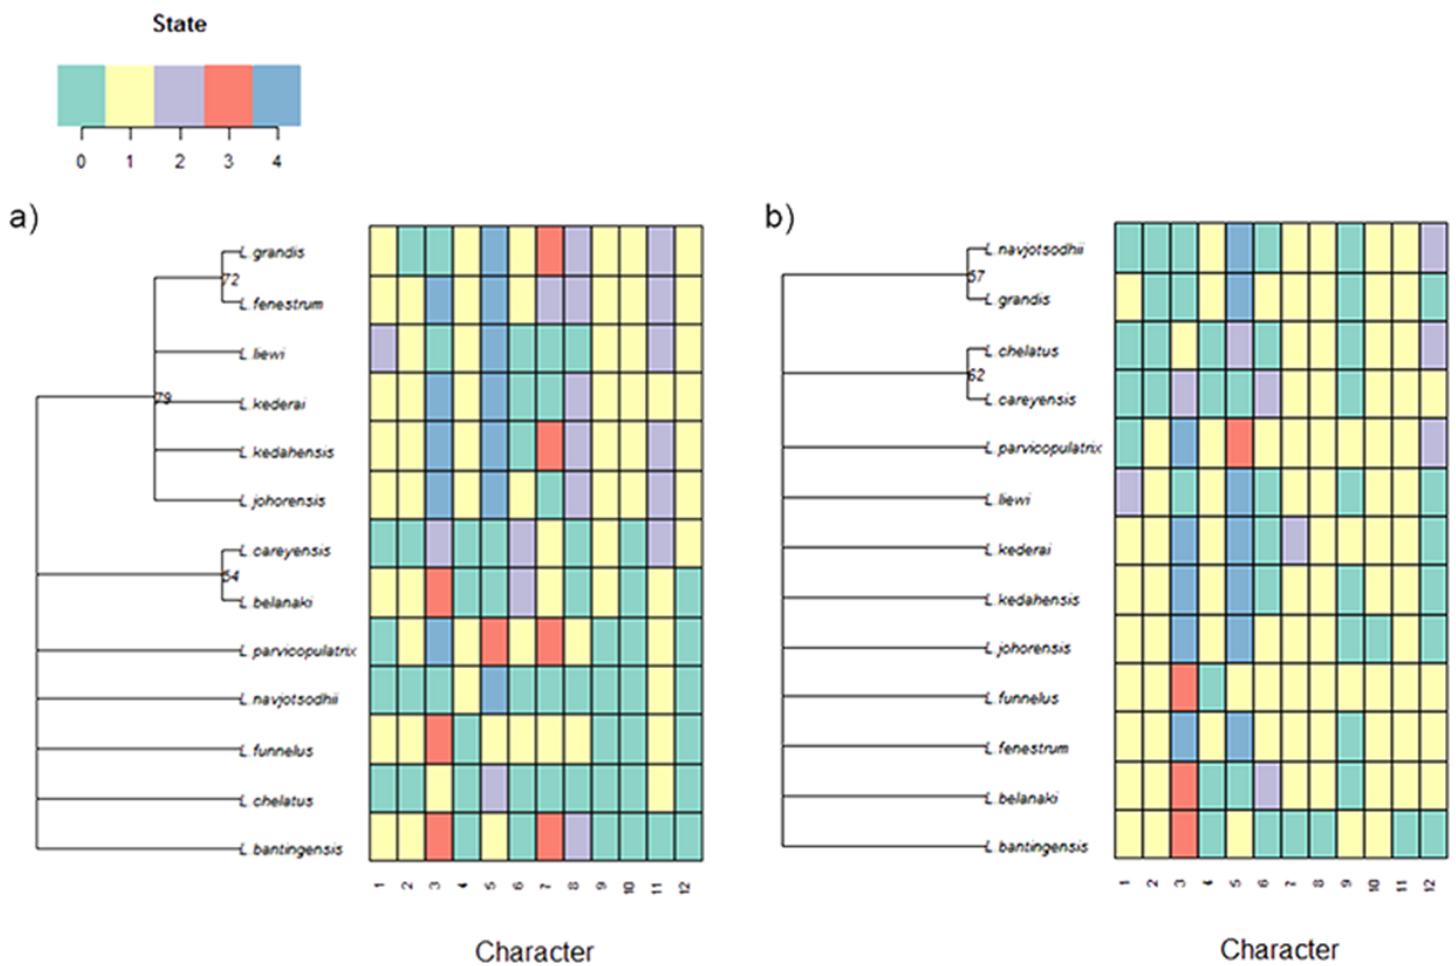 State
0 1 2 3 4
a)
L.grandis
72
L.fenestrum
L.liewi
79
L.kederai
L.kedahensis
L.johorensis
L.careyensis
54
L.belanaki
L.parvicopulatrix
L.navjotsodhii
L.funnelus
L.chelatus
L.bantingensis
1 2 3 4 5 6 7 8 9 10 11 12
Character
b)
L.navjotsodhii
57
L.grandis
L.chelatus
62
L.careyensis
L.parvicopulatrix
L.liewi
L.kederai
L.kedahensis
L.johorensis
L.funnelus
L.fenestrum
L.belanaki
L.bantingensis
1 2 3 4 5 6 7 8 9 10 11 12
Character